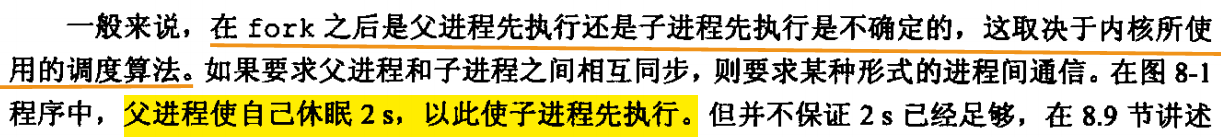 一般来说，在 fork 之后是父进程先执行还是子进程先执行是不确定的，这取决于内核所使
用的调度算法。如果要求父进程和子进程之间相互同步，则要求某种形式的进程间通信。在图 8-1
程序中，父进程使自己休眠 2 s，以此使子进程先执行。但并不保证 2 s 已经足够，在 8.9 节讲述